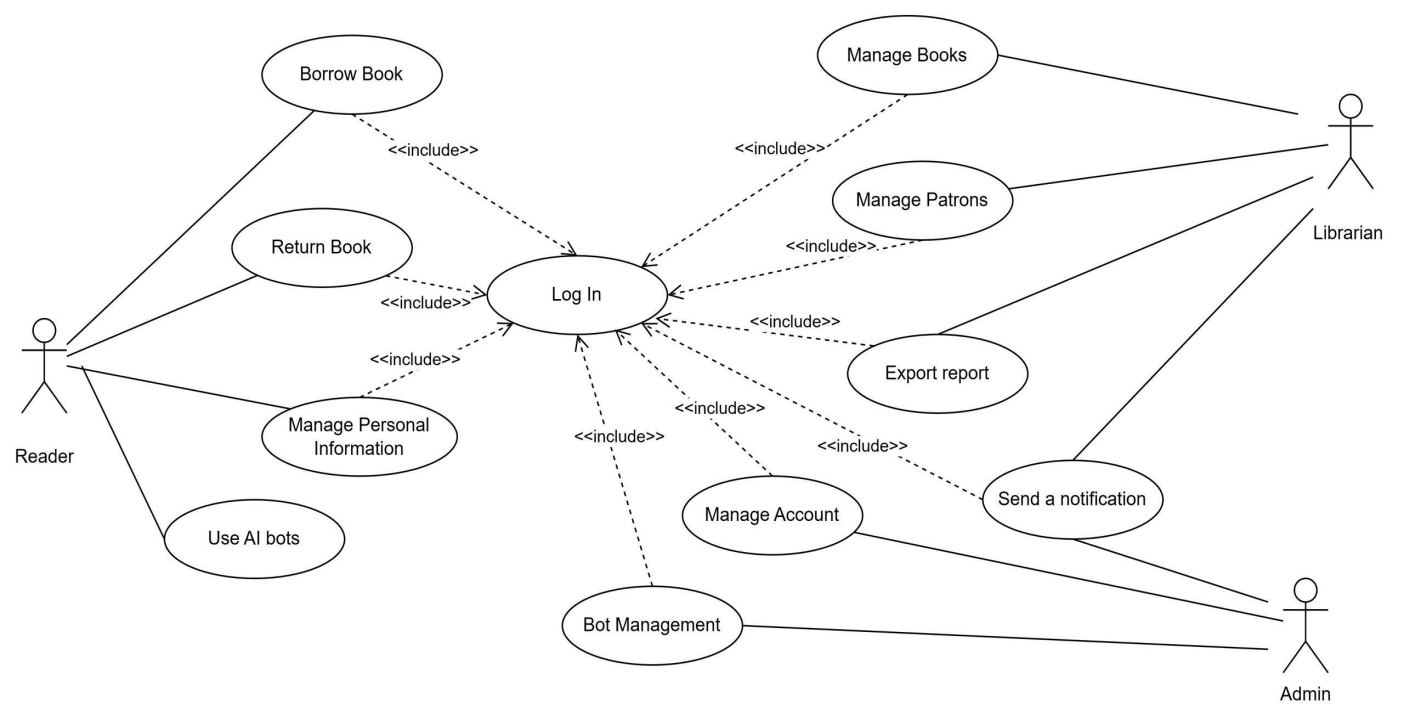 Borrow Book
Manage Books
<<include>>
<<include>>
Manage Patrons
Librarian
Return Book
<<include>>
Log In
<<include>>
<<include>>
<<include>>
Export report
<<include>>
Manage Personal
Information
<<include>>
<<include>>
Reader
Send a notification
Manage Account
Use AI bots
Bot Management
Admin